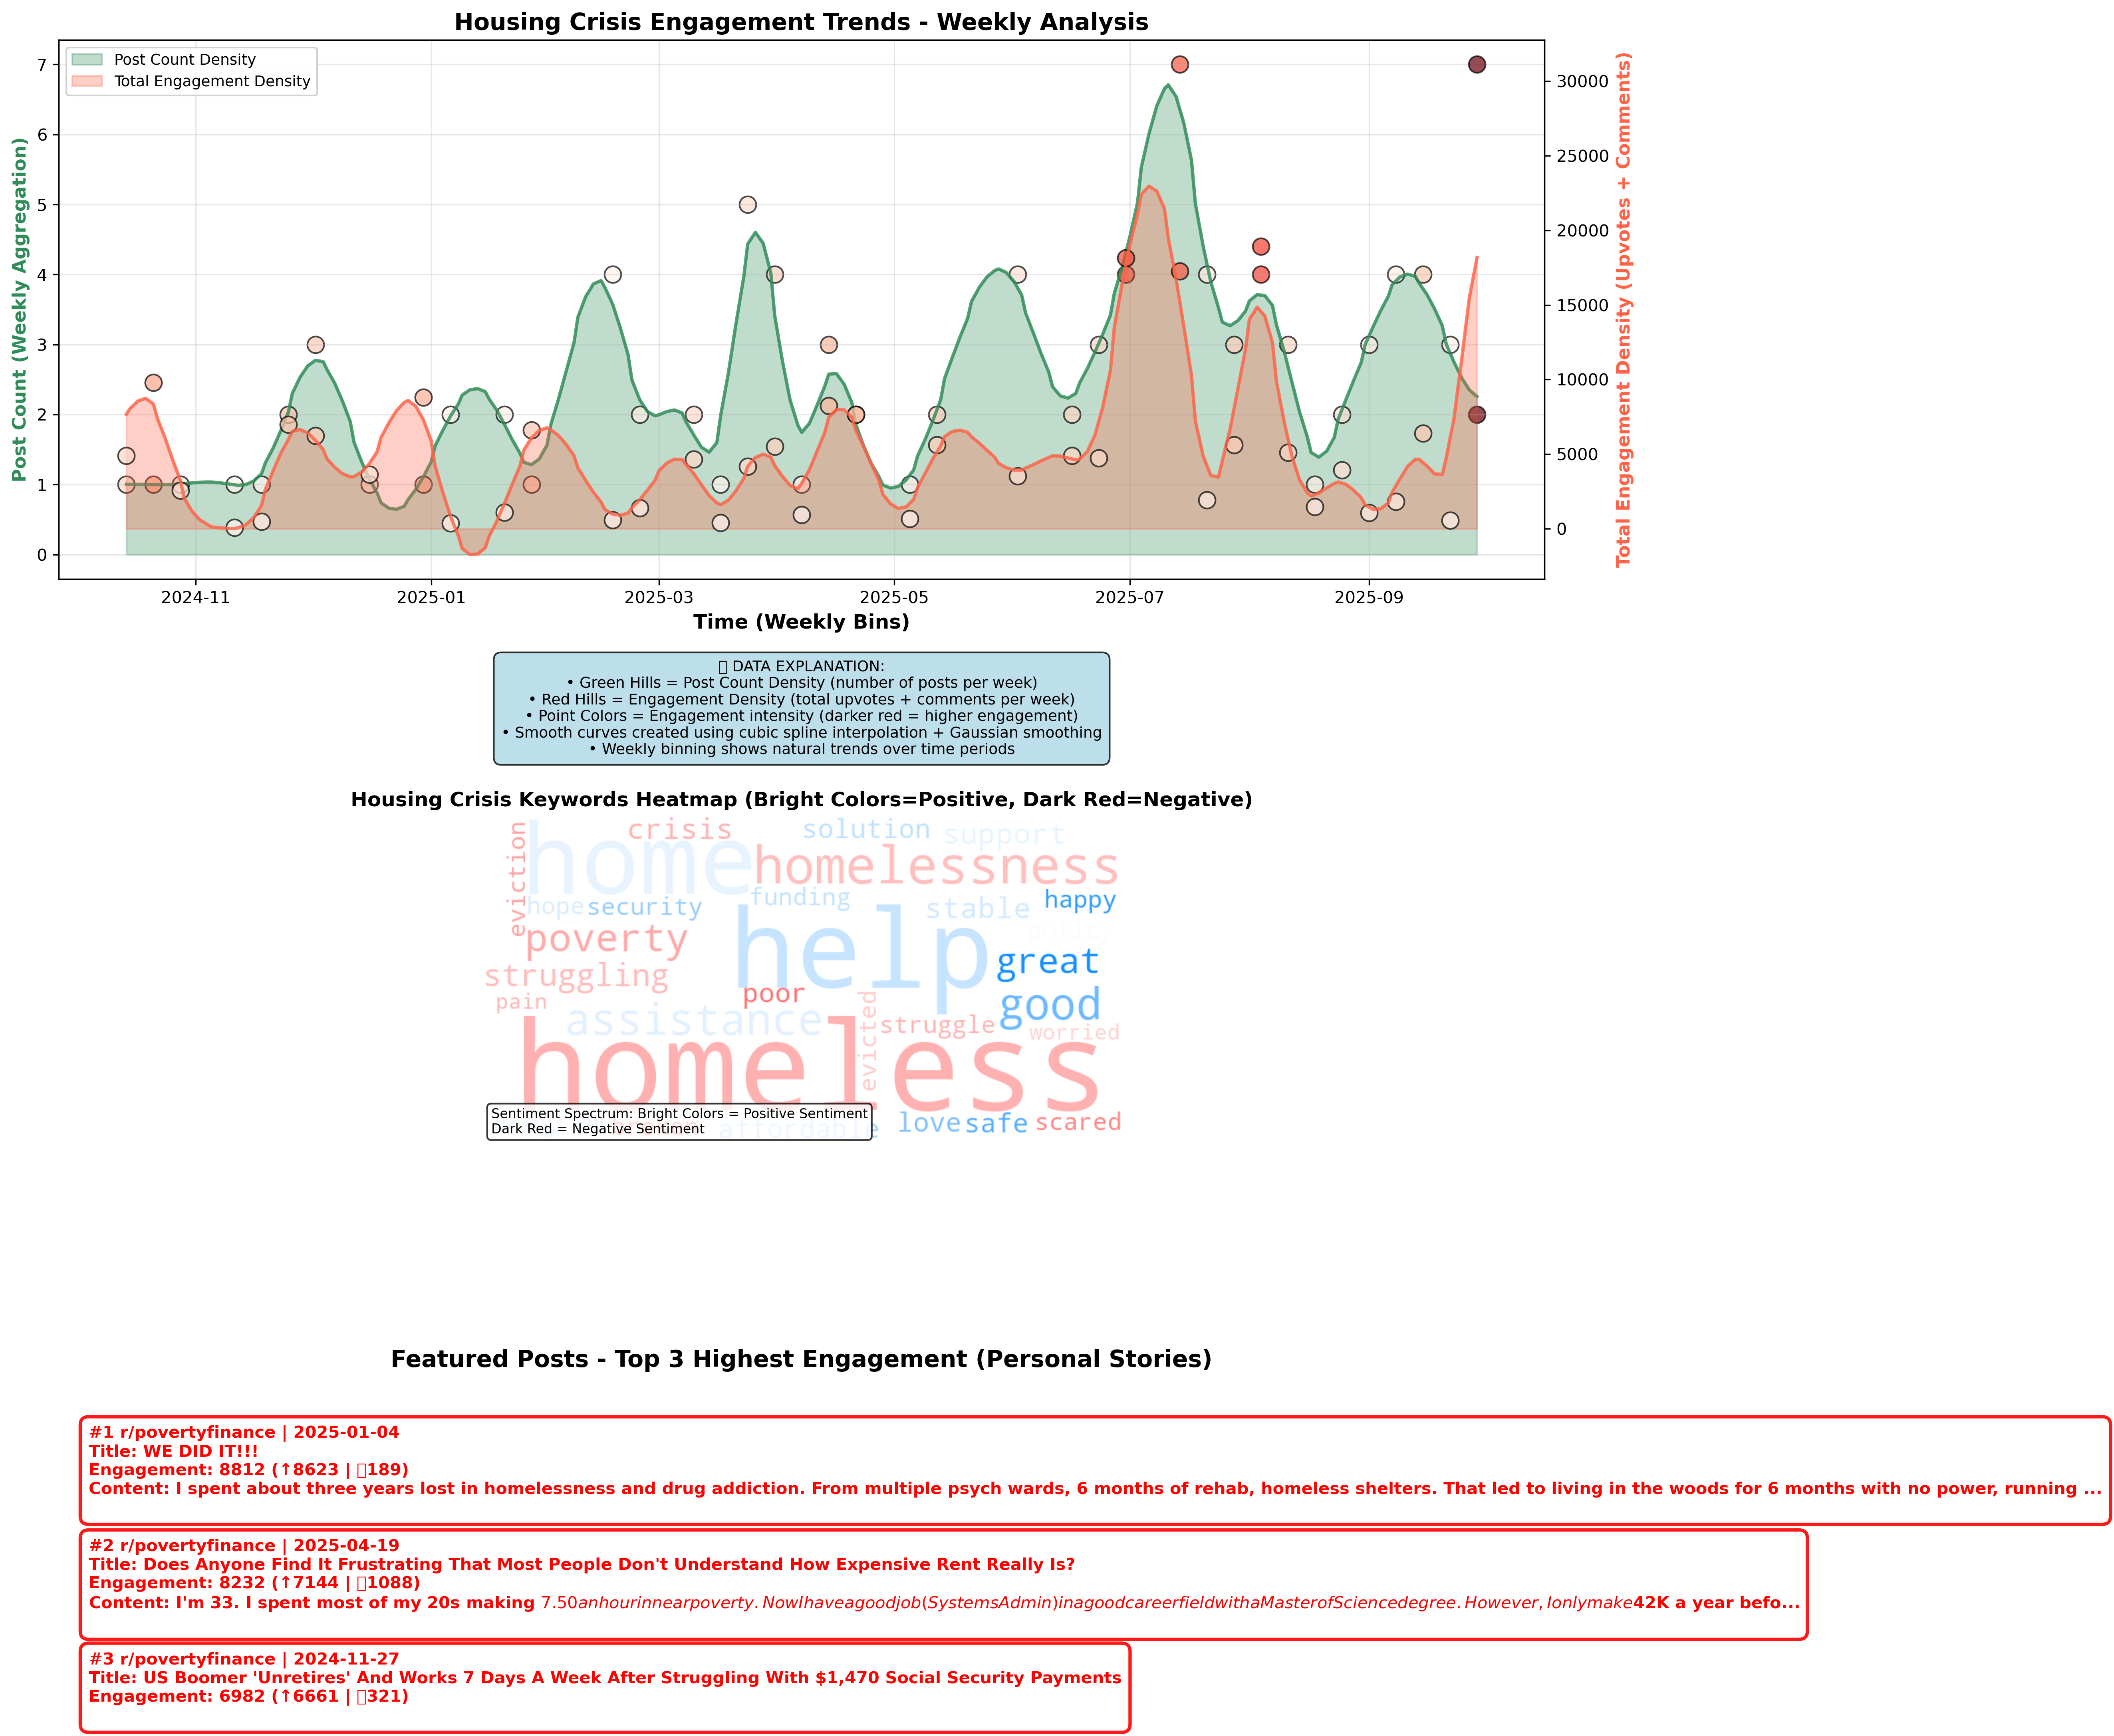 Housing Crisis Engagement Trends - Weekly Analysis
Post Count Density
Total Engagement Density
7
6
5
4
3
2
1
0
Post Count (Weekly Aggregation)
30000
25000
20000
15000
10000
5000
0
Total Engagement Density (Upvotes + Comments)
2024-11
2025-01
2025-03
2025-05
2025-07
2025-09
Time (Weekly Bins)
DATA EXPLANATION:
• Green Hills = Post Count Density (number of posts per week)
• Red Hills = Engagement Density (total upvotes + comments per week)
• Point Colors = Engagement intensity (darker red = higher engagement)
• Smooth curves created using cubic spline interpolation + Gaussian smoothing
• Weekly binning shows natural trends over time periods
Housing Crisis Keywords Heatmap (Bright Colors=Positive, Dark Red=Negative)
eviction
home
crisis
solution
support
homelessness
hope
security
funding
stable
happy
policy
poverty
help
great
struggling
pain
poor
good
assistance
evicted
struggle
worried
homeless
Sentiment Spectrum: Bright Colors = Positive Sentiment
Dark Red = Negative Sentiment
affordable
love
safe
scared
Featured Posts - Top 3 Highest Engagement (Personal Stories)
#1 r/povertyfinance | 2025-01-04
Title: WE DID IT!!!
Engagement: 8812 (↑8623 | 189)
Content: I spent about three years lost in homelessness and drug addiction. From multiple psych wards, 6 months of rehab, homeless shelters. That led to living in the woods for 6 months with no power, running ...
#2 r/povertyfinance | 2025-04-19
Title: Does Anyone Find It Frustrating That Most People Don't Understand How Expensive Rent Really Is?
Engagement: 8232 (↑7144 | 1088)
Content: I'm 33. I spent most of my 20s making 7.50anhourinnearpoverty.NowIhaveagoodjob(SystemsAdmin)inagoodcareerfieldwithaMasterofSciencedegree.However,Ionlymake42K a year befo...
#3 r/povertyfinance | 2024-11-27
Title: US Boomer 'Unretires' And Works 7 Days A Week After Struggling With $1,470 Social Security Payments
Engagement: 6982 (↑6661 | 321)